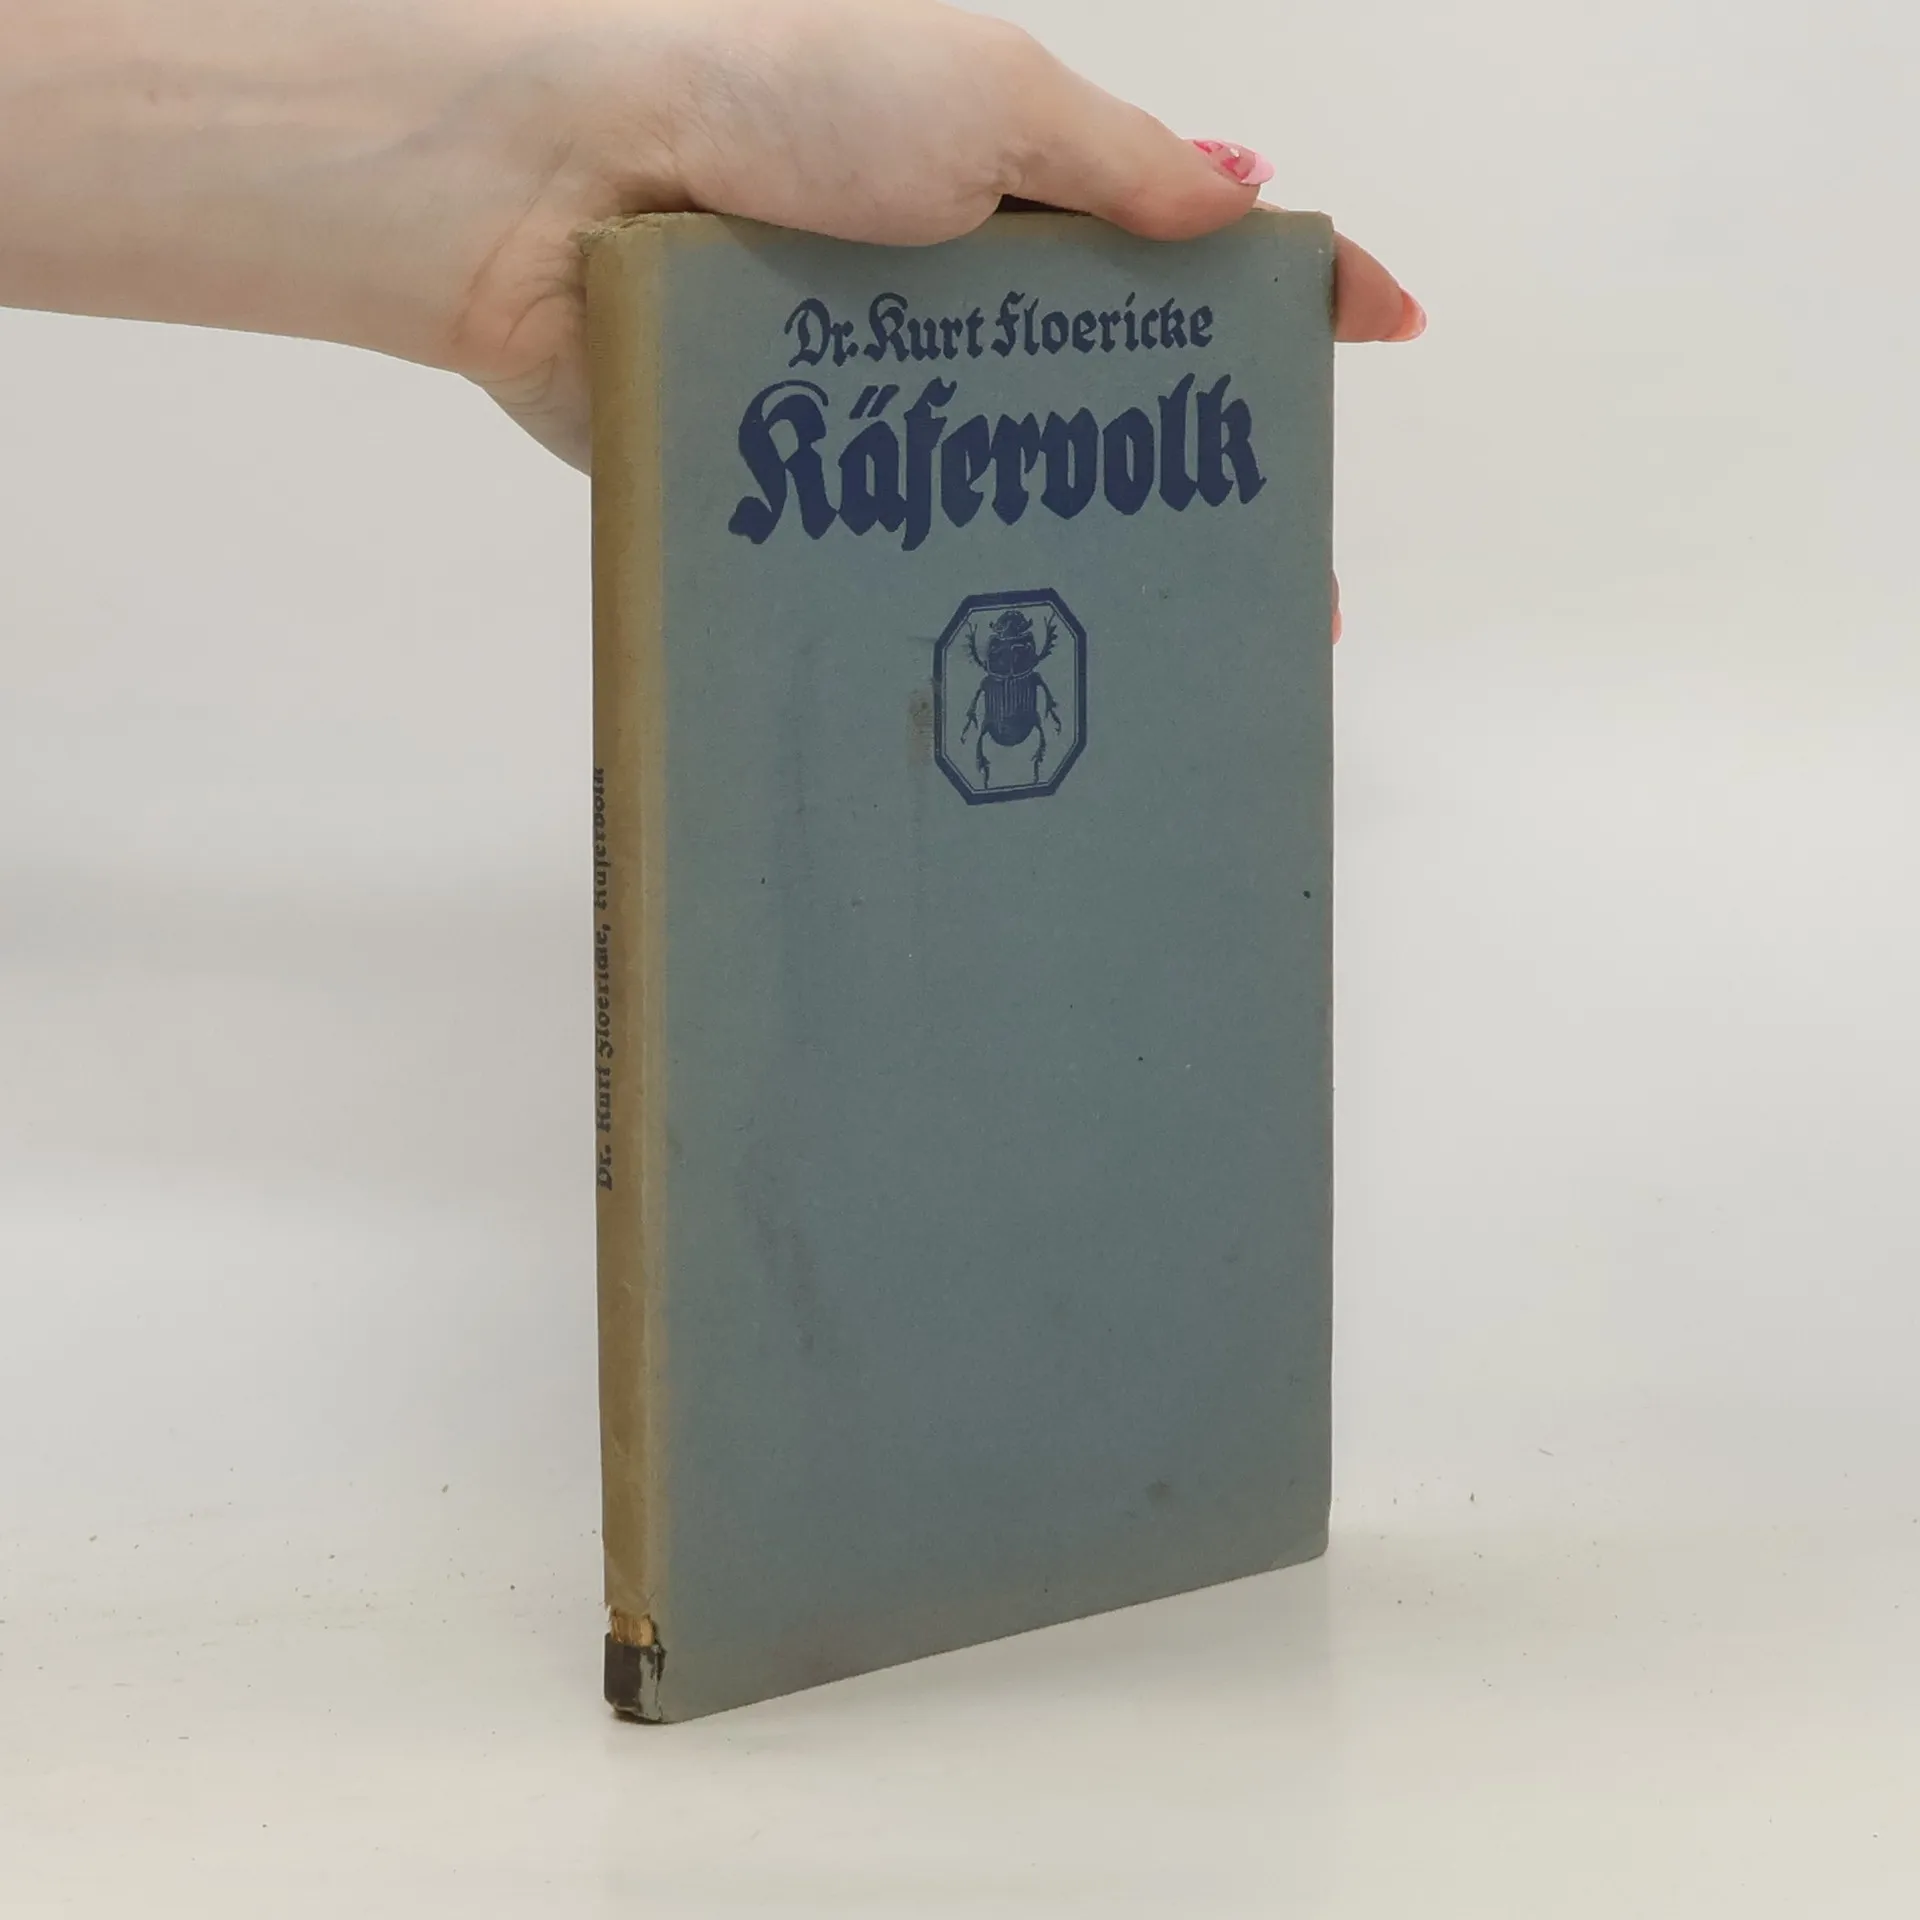 Dr. Kurt Floericke
Käfervolk
Dr. Kurt Floericke, Käfervolk